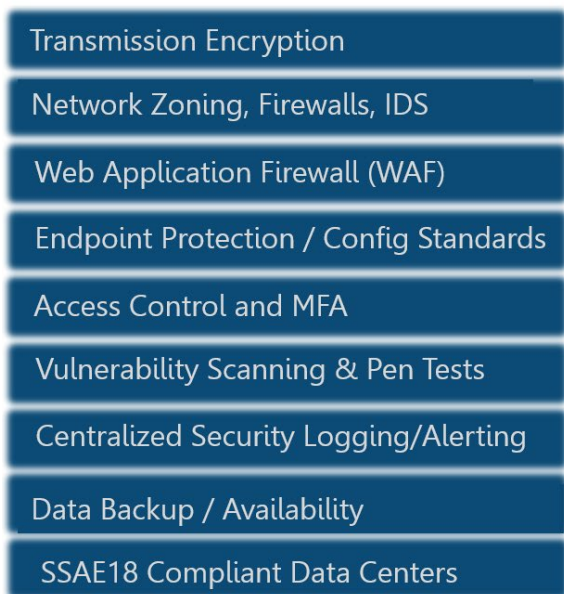 Transmission Encryption
Network Zoning, Firewalls, IDS
Web Application Firewall (WAF)
Endpoint Protection / Config Standards
Access Control and MFA
Vulnerability Scanning & Pen Tests
Centralized Security Logging/Alerting
Data Backup / Availability
SSAE18 Compliant Data Centers